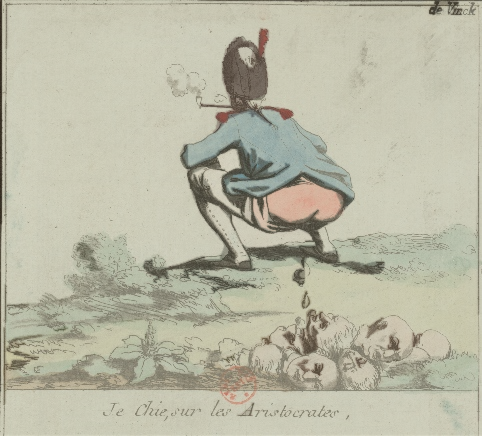 de Vinck
Je Chie, sur les Aristocrates,